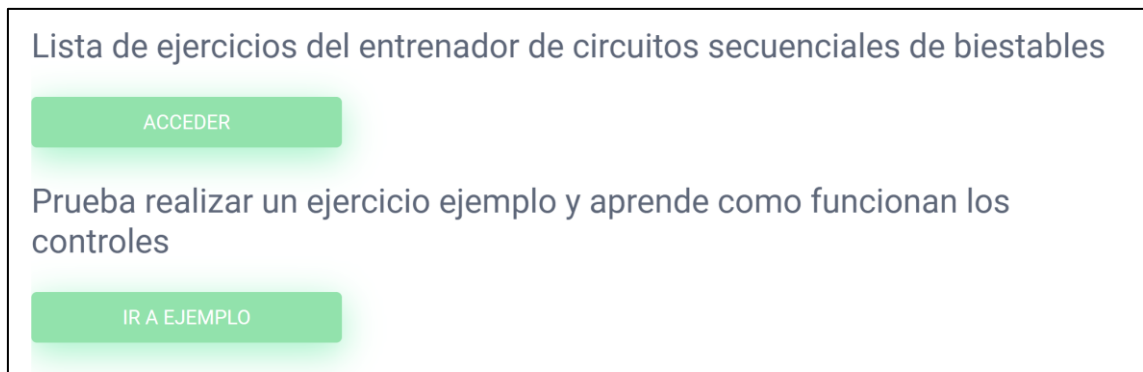 Lista de ejercicios del entrenador de circuitos secuenciales de biestables
ACCEDER
Prueba realizar un ejercicio ejemplo y aprende como funcionan los
controles
IR A EJEMPLO